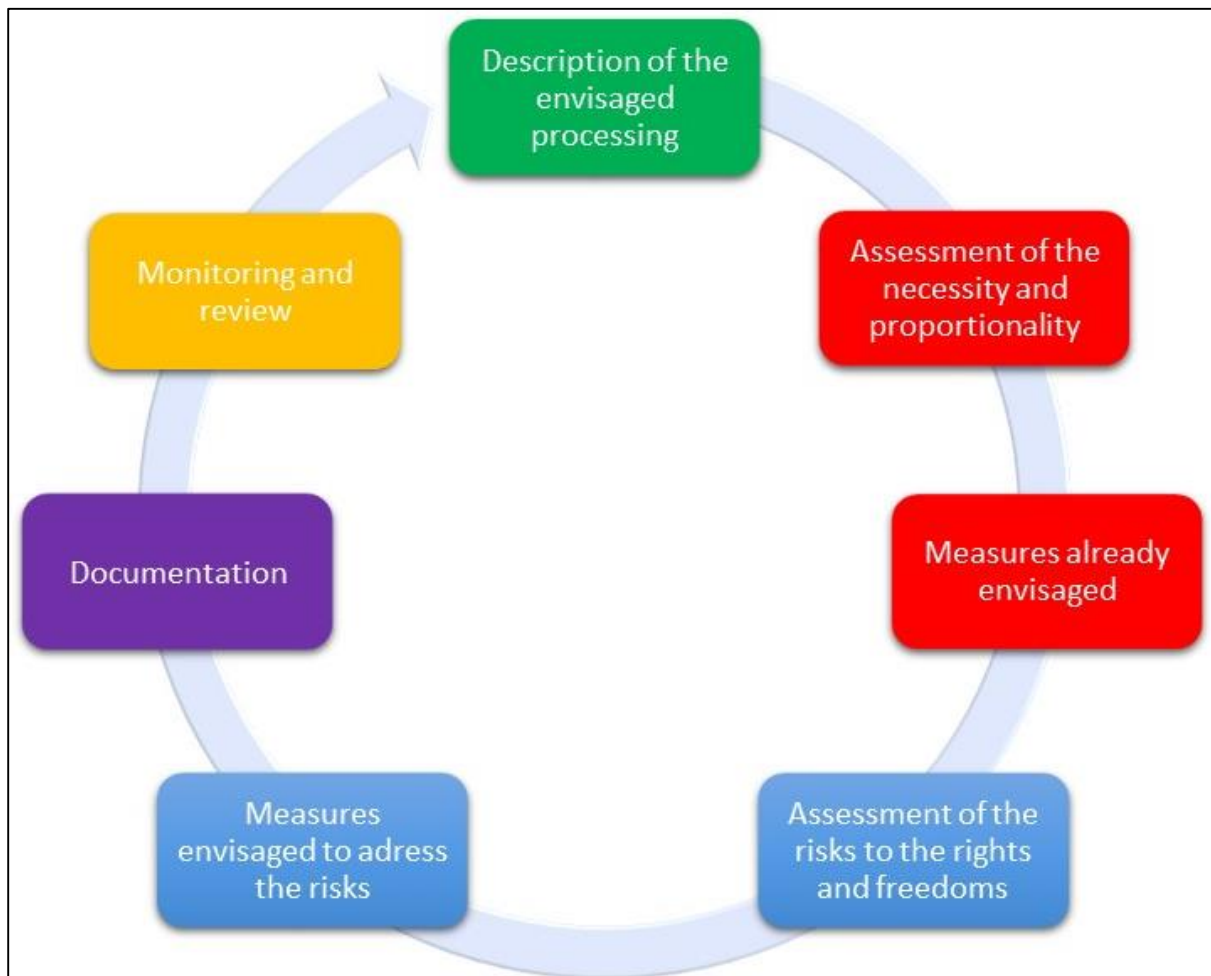 Description of the
envisaged
processing
Assessment of the
necessity and
proportionality
Measures already
envisaged
Assessment of the
risks to the rights
and freedoms
Measures
envisaged to adress
the risks
Documentation
Monitoring and
review